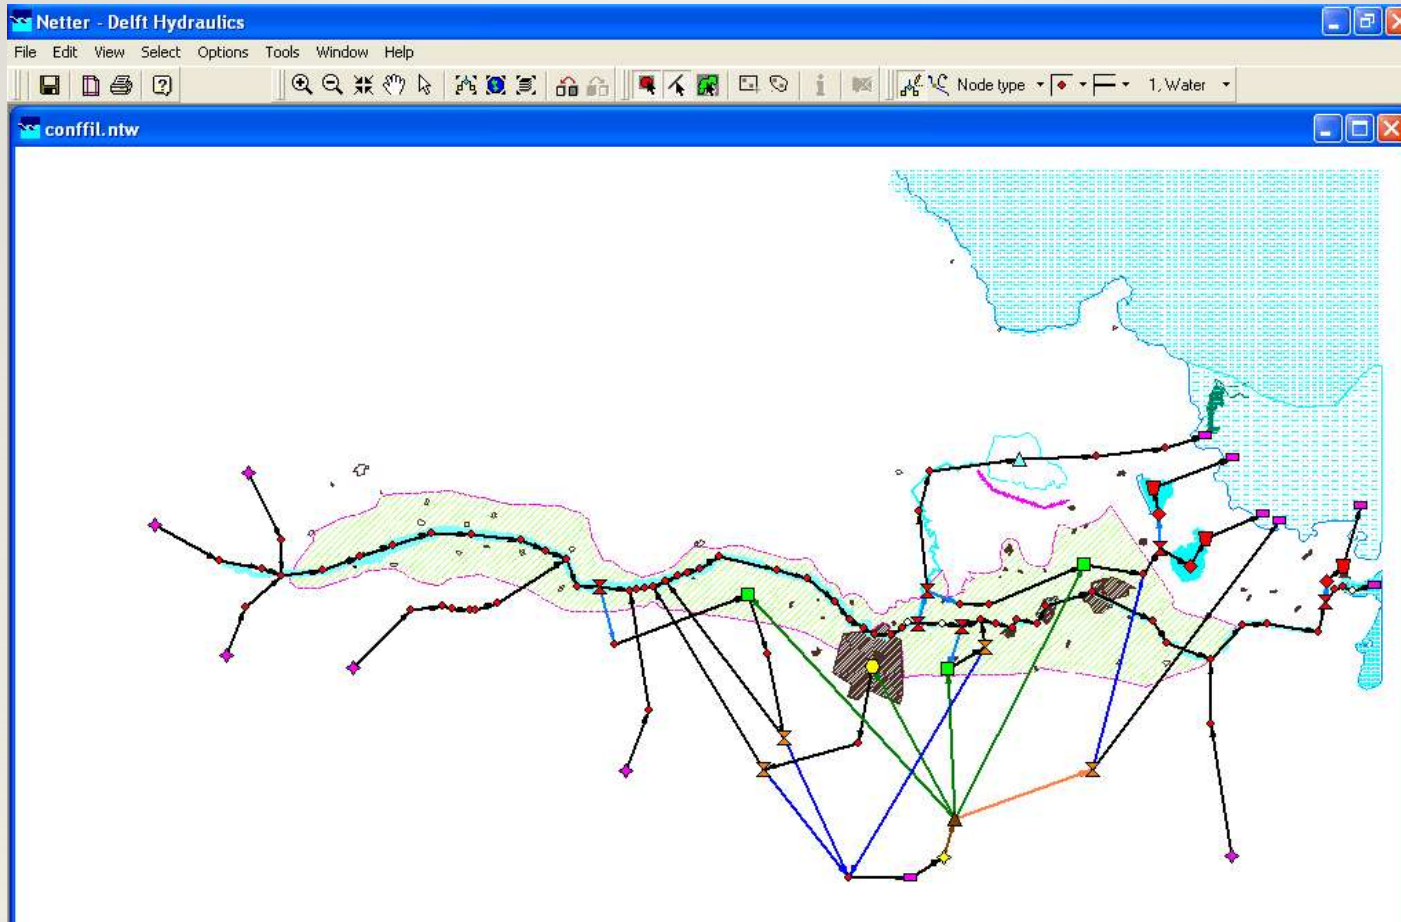 Netter - Delft Hydraulics
File Edit View Select Options Tools Window Help
Node type 1, Water
conffil.ntw